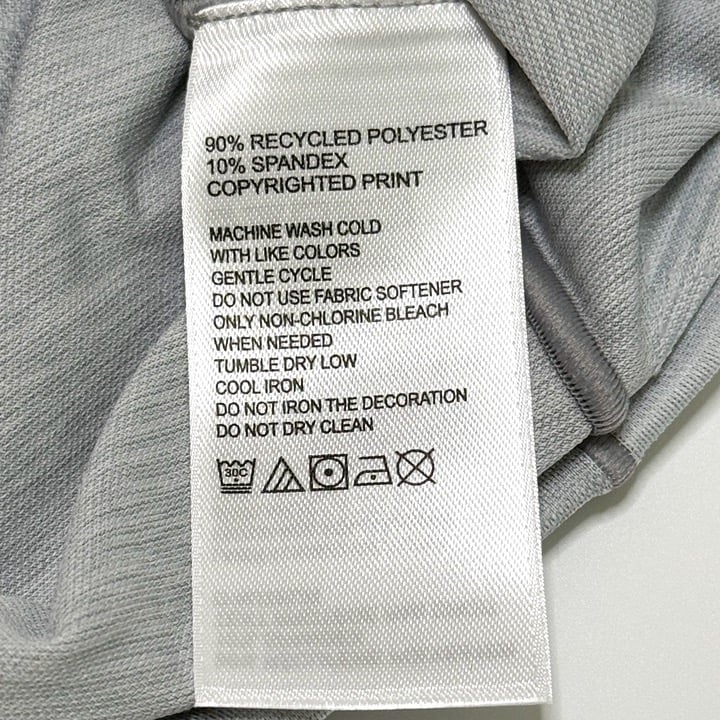 90% RECYCLED POLYESTER
10% SPANDEX
COPYRIGHTED PRINT
MACHINE WASH COLD
WITH LIKE COLORS
GENTLE CYCLE
DO NOT USE FABRIC SOFTENER
ONLY NON-CHLORINE BLEACH
WHEN NEEDED
TUMBLE DRY LOW
COOL IRON
DO NOT IRON THE DECORATION
DO NOT DRY CLEAN
30C